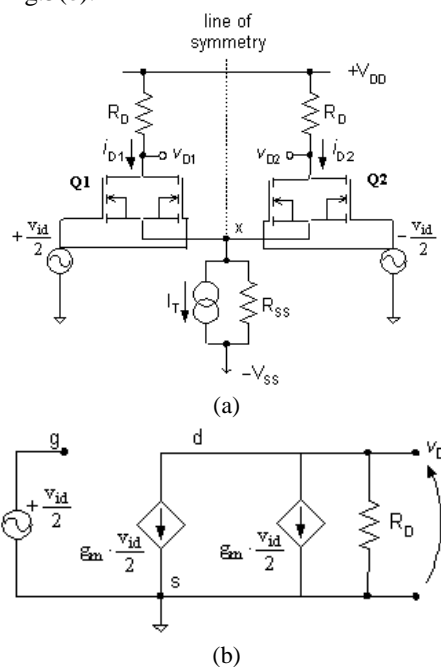 line of
symmetry
+V_DD
R_D R_D
i_D1 v_D1 v_D2 i_D2
Q1 Q2
+ v_id/2 x - v_id/2
I_T R_SS
-V_SS
(a)
g d v_D
+ v_id/2 g_m · v_id/2 g_m · v_id/2 R_D
s
(b)